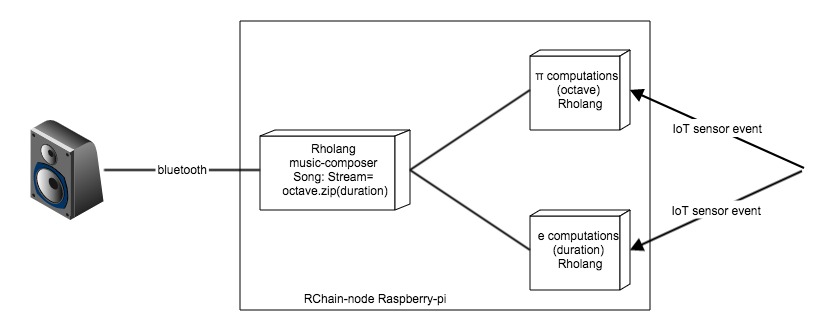 π computations
(octave)
Rholang
IoT sensor event
Rholang
music-composer
Song: Stream=
octave.zip(duration)
bluetooth
IoT sensor event
e computations
(duration)
Rholang
RChain-node Raspberry-pi